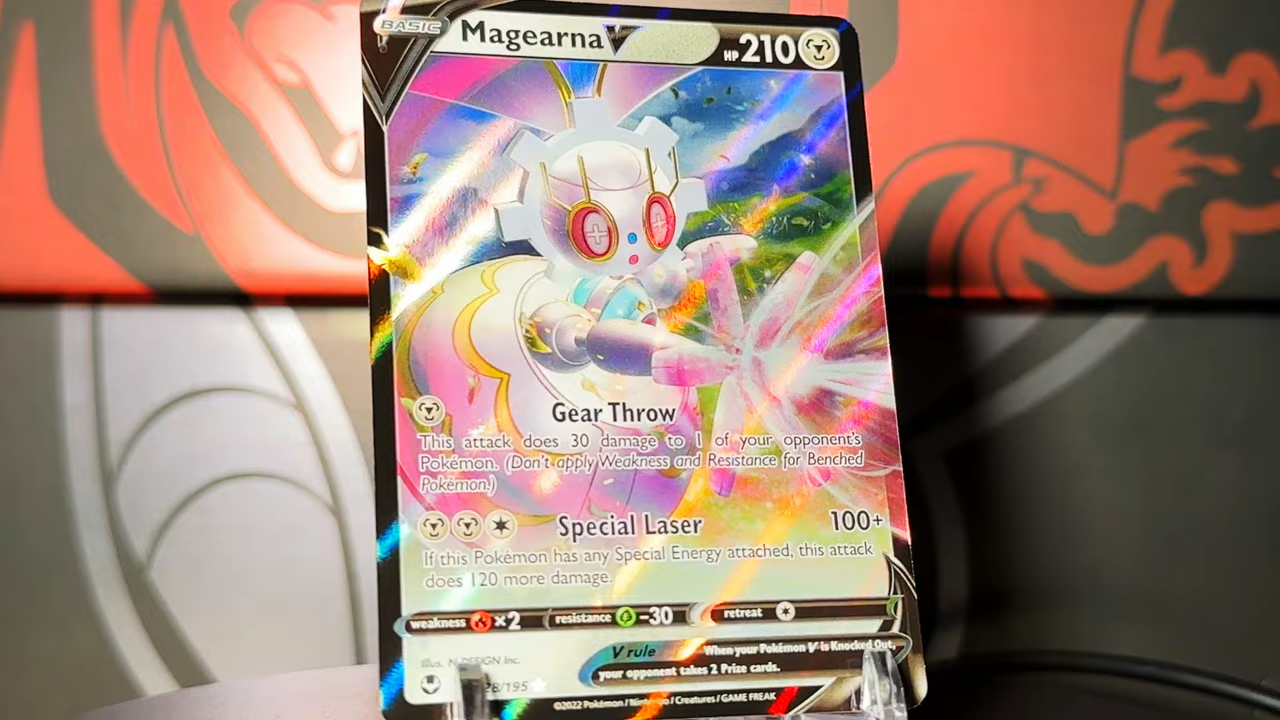 BASIC Magearna V HP 210
Gear Throw
This attack does 30 damage to 1 of your opponent's
Pokémon. (Don't apply Weakness and Resistance for Benched
Pokémon.)
Special Laser 100+
If this Pokémon has any Special Energy attached, this attack
does 120 more damage.
weakness ×2 resistance -30 retreat
V rule When your Pokémon V is Knocked Out,
your opponent takes 2 Prize cards.
Illus. N-DESIGN Inc.
/195
©2022 Pokémon / Nintendo / Creatures / GAME FREAK